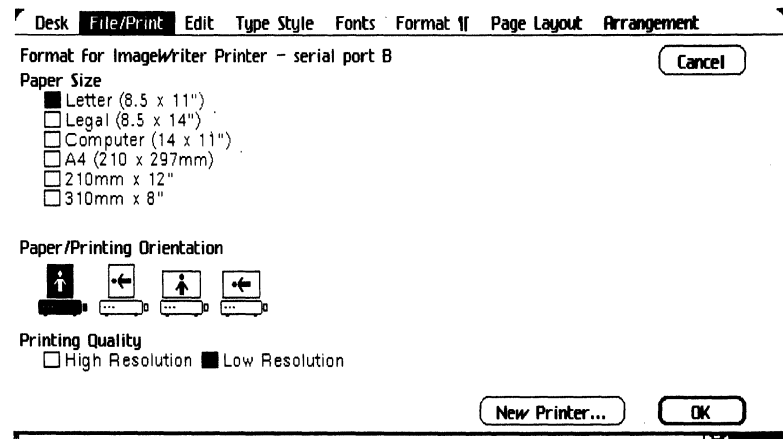 Desk File/Print Edit Type Style Fonts Format ¶ Page Layout Arrangement
Format for ImageWriter Printer – serial port B
Cancel
Paper Size
Letter (8.5 x 11")
Legal (8.5 x 14")
Computer (14 x 11")
A4 (210 x 297mm)
210mm x 12"
310mm x 8"
Paper/Printing Orientation
Printing Quality
High Resolution Low Resolution
New Printer... OK